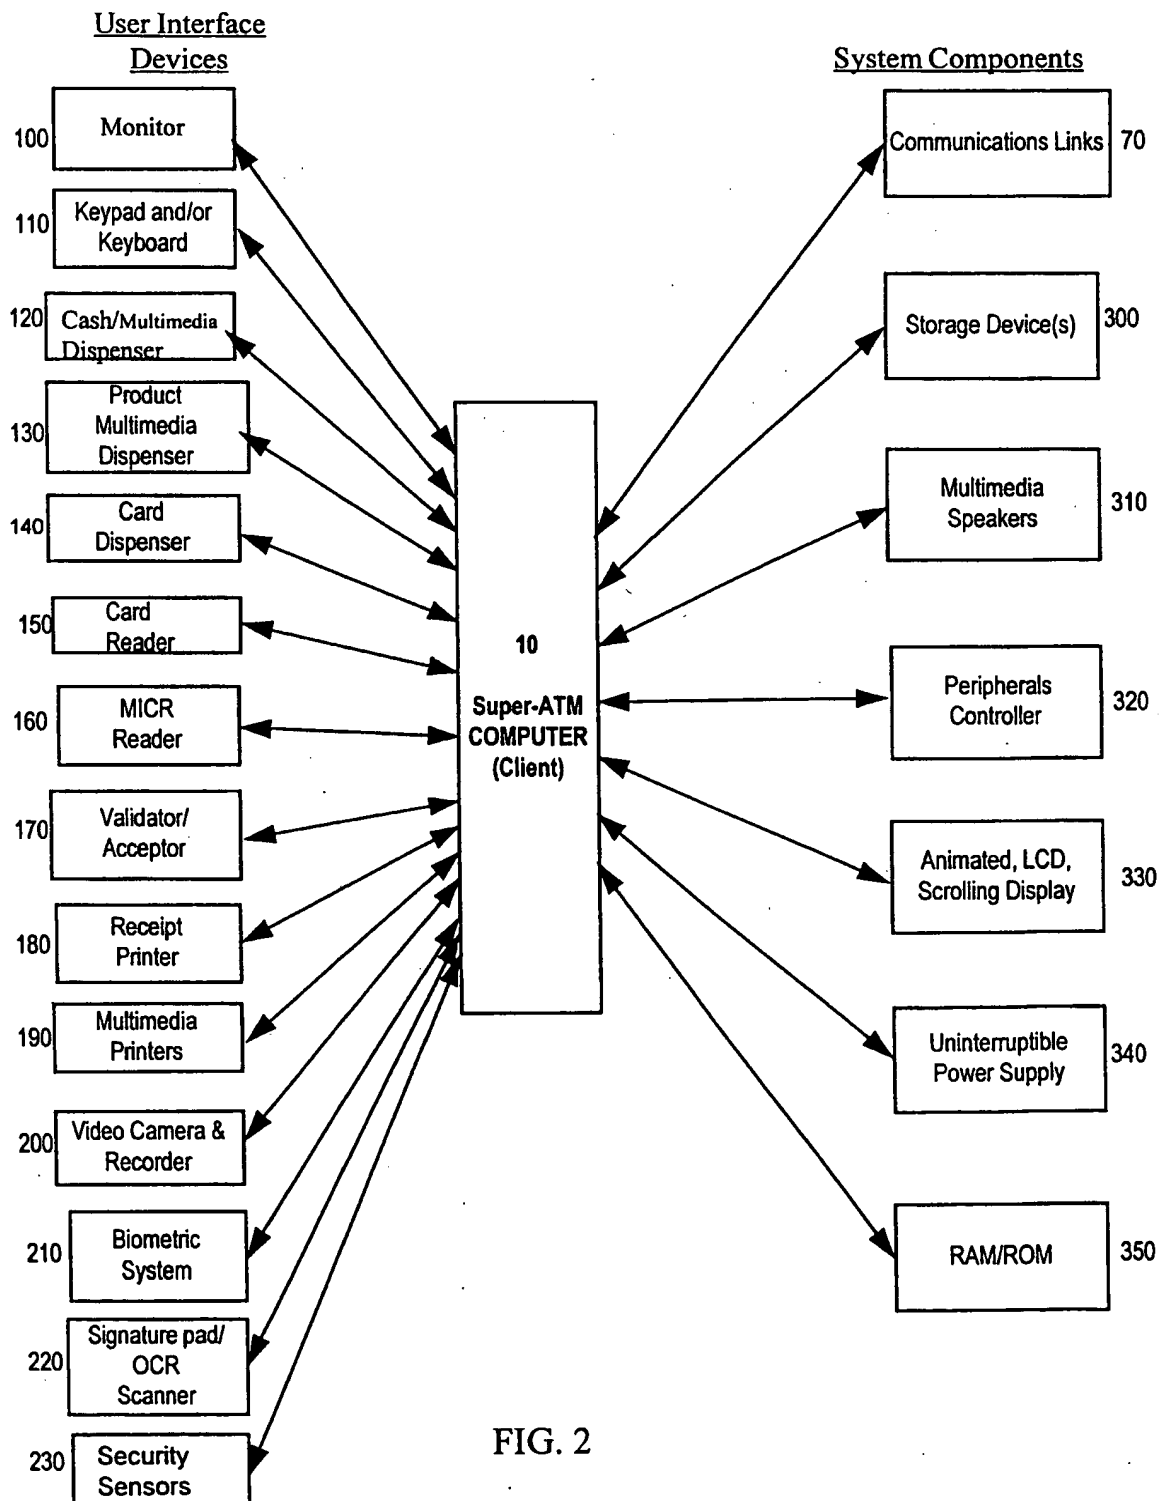 User Interface
Devices
System Components
100
Monitor
110
Keypad and/or
Keyboard
120
Cash/Multimedia
Dispenser
130
Product
Multimedia
Dispenser
140
Card
Dispenser
150
Card
Reader
160
MICR
Reader
170
Validator/
Acceptor
180
Receipt
Printer
190
Multimedia
Printers
200
Video Camera &
Recorder
210
Biometric
System
220
Signature pad/
OCR
Scanner
230
Security
Sensors
10
Super-ATM
COMPUTER
(Client)
Communications Links
70
Storage Device(s)
300
Multimedia
Speakers
310
Peripherals
Controller
320
Animated, LCD,
Scrolling Display
330
Uninterruptible
Power Supply
340
RAM/ROM
350
FIG. 2